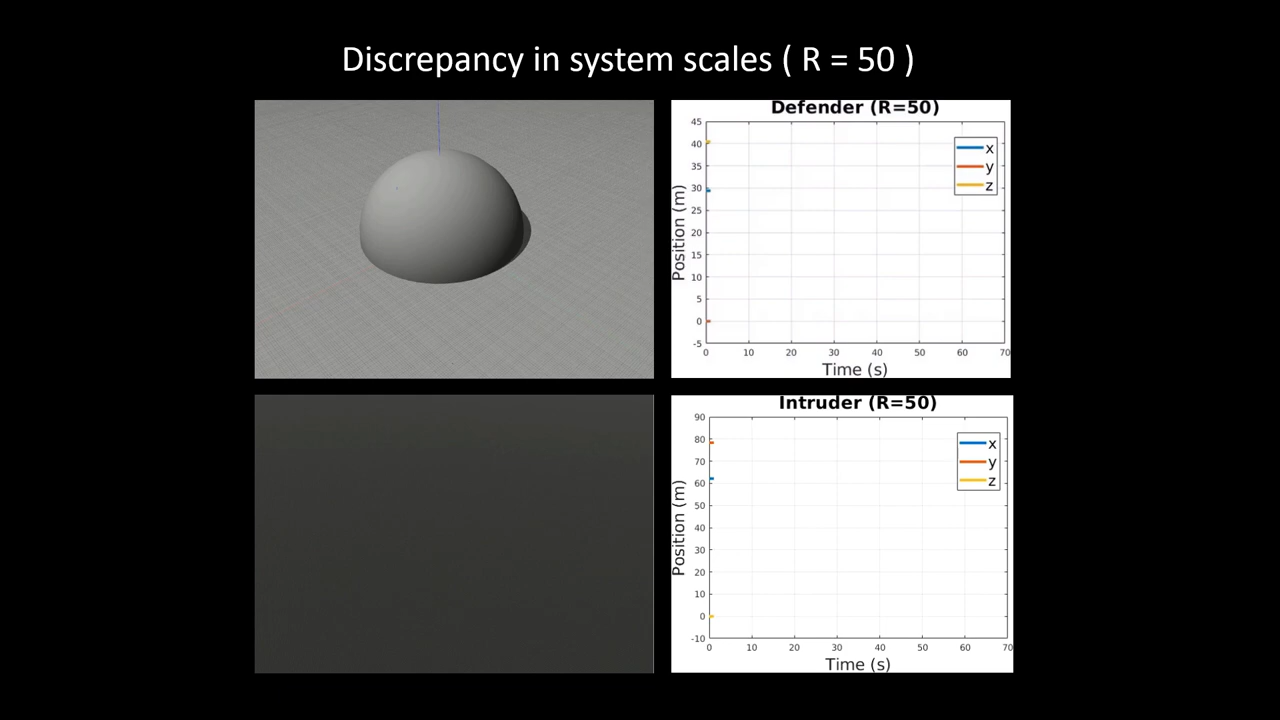 Discrepancy in system scales ( R = 50 )
Defender (R=50)
45
40
35
30
25
20
15
10
5
0
-5
Position (m)
x
y
z
0 10 20 30 40 50 60 70
Time (s)
Intruder (R=50)
90
80
70
60
50
40
30
20
10
0
-10
Position (m)
x
y
z
0 10 20 30 40 50 60 70
Time (s)